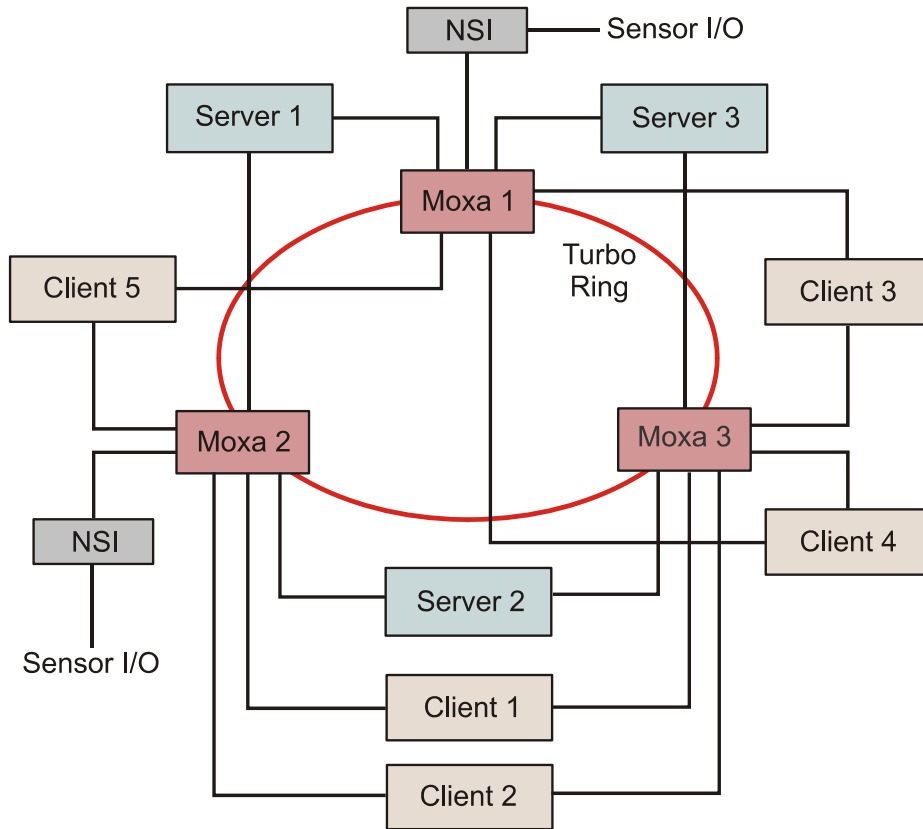 NSI
Sensor I/O
Server 1
Server 3
Moxa 1
Turbo
Ring
Client 5
Client 3
Moxa 2
Moxa 3
NSI
Client 4
Server 2
Sensor I/O
Client 1
Client 2